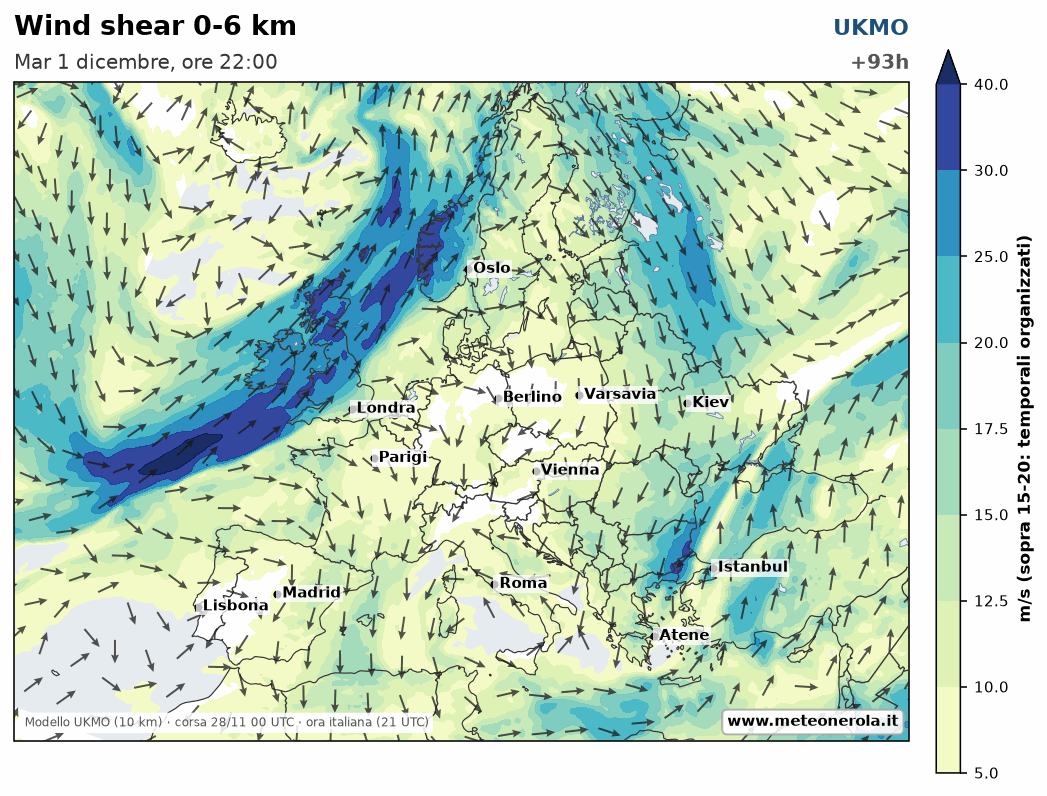 Wind shear 0-6 km
UKMO
Mar 1 dicembre, ore 22:00
+93h
40.0
30.0
25.0
20.0
17.5
15.0
12.5
10.0
5.0
m/s (sopra 15-20: temporali organizzati)
Oslo
Berlino
Varsavia
Kiev
Londra
Parigi
Vienna
Istanbul
Roma
Madrid
Lisbona
Atene
Modello UKMO (10 km) · corsa 28/11 00 UTC · ora italiana (21 UTC)
www.meteonerola.it